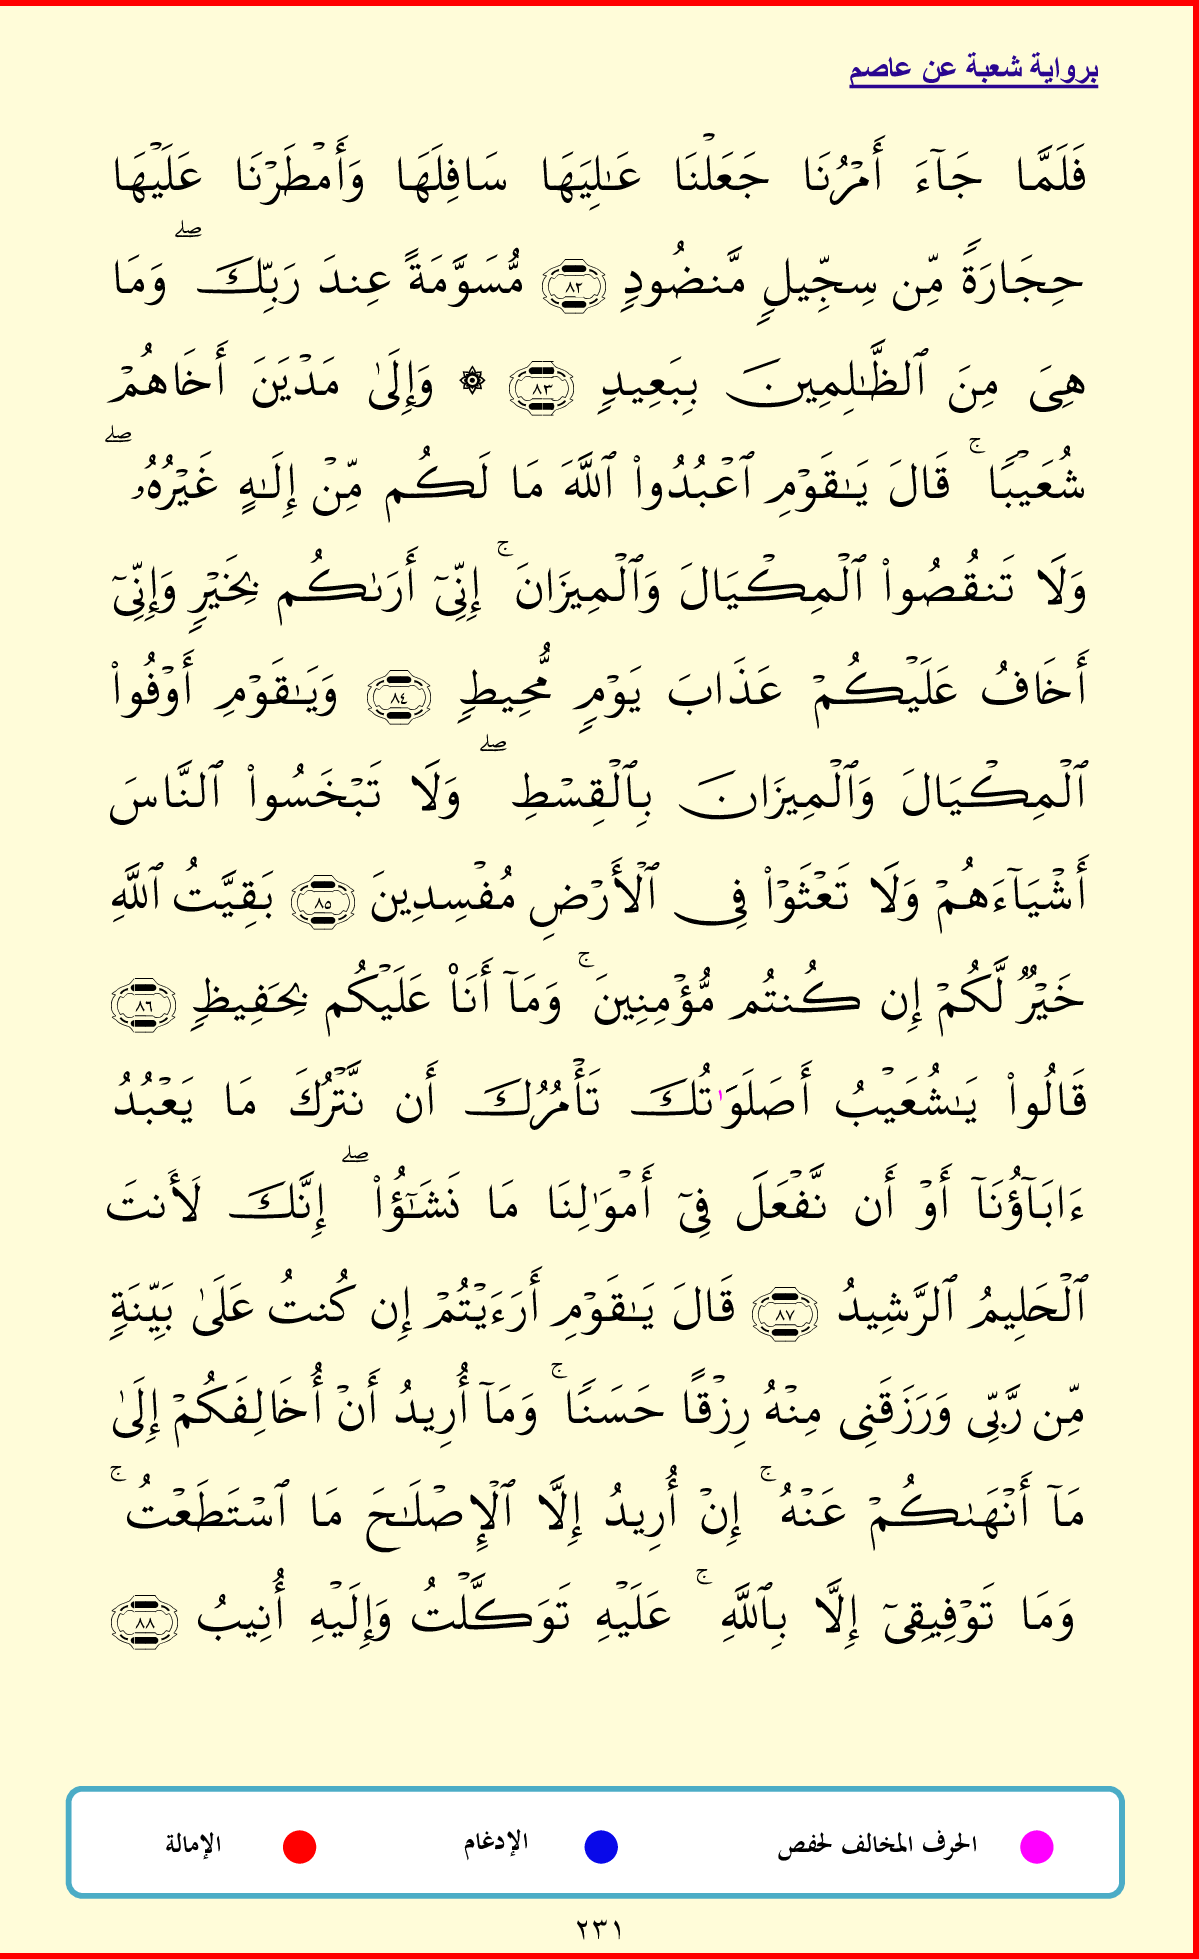 برواية شعبة عن عاصم
فَلَمَّا جَآءَ أَمْرُنَا جَعَلْنَا عَـٰلِيَهَا سَافِلَهَا وَأَمْطَرْنَا عَلَيْهَا
حِجَارَةً مِّن سِجِّيلٍ مَّنضُودٍ ٨٢ مُّسَوَّمَةً عِندَ رَبِّكَ ۖ وَمَا
هِىَ مِنَ ٱلظَّـٰلِمِينَ بِبَعِيدٍ ٨٣ ۞ وَإِلَىٰ مَدْيَنَ أَخَاهُمْ
شُعَيْبًا ۚ قَالَ يَـٰقَوْمِ ٱعْبُدُوا۟ ٱللَّهَ مَا لَكُم مِّنْ إِلَـٰهٍ غَيْرُهُۥ ۖ
وَلَا تَنقُصُوا۟ ٱلْمِكْيَالَ وَٱلْمِيزَانَ ۚ إِنِّىٓ أَرَىٰكُم بِخَيْرٍ وَإِنِّىٓ
أَخَافُ عَلَيْكُمْ عَذَابَ يَوْمٍ مُّحِيطٍ ٨٤ وَيَـٰقَوْمِ أَوْفُوا۟
ٱلْمِكْيَالَ وَٱلْمِيزَانَ بِٱلْقِسْطِ ۖ وَلَا تَبْخَسُوا۟ ٱلنَّاسَ
أَشْيَآءَهُمْ وَلَا تَعْثَوْا۟ فِى ٱلْأَرْضِ مُفْسِدِينَ ٨٥ بَقِيَّتُ ٱللَّهِ
خَيْرٌ لَّكُمْ إِن كُنتُم مُّؤْمِنِينَ ۚ وَمَآ أَنَا۠ عَلَيْكُم بِحَفِيظٍ ٨٦
قَالُوا۟ يَـٰشُعَيْبُ أَصَلَوَٰتُكَ تَأْمُرُكَ أَن نَّتْرُكَ مَا يَعْبُدُ
ءَابَآؤُنَآ أَوْ أَن نَّفْعَلَ فِىٓ أَمْوَٰلِنَا مَا نَشَـٰٓؤُا۟ ۖ إِنَّكَ لَأَنتَ
ٱلْحَلِيمُ ٱلرَّشِيدُ ٨٧ قَالَ يَـٰقَوْمِ أَرَءَيْتُمْ إِن كُنتُ عَلَىٰ بَيِّنَةٍ
مِّن رَّبِّى وَرَزَقَنِى مِنْهُ رِزْقًا حَسَنًا ۚ وَمَآ أُرِيدُ أَنْ أُخَالِفَكُمْ إِلَىٰ
مَآ أَنْهَىٰكُمْ عَنْهُ ۚ إِنْ أُرِيدُ إِلَّا ٱلْإِصْلَـٰحَ مَا ٱسْتَطَعْتُ ۚ
وَمَا تَوْفِيقِىٓ إِلَّا بِٱللَّهِ ۚ عَلَيْهِ تَوَكَّلْتُ وَإِلَيْهِ أُنِيبُ ٨٨
الحرف المخالف لحفص الإدغام الإمالة
٢٣١